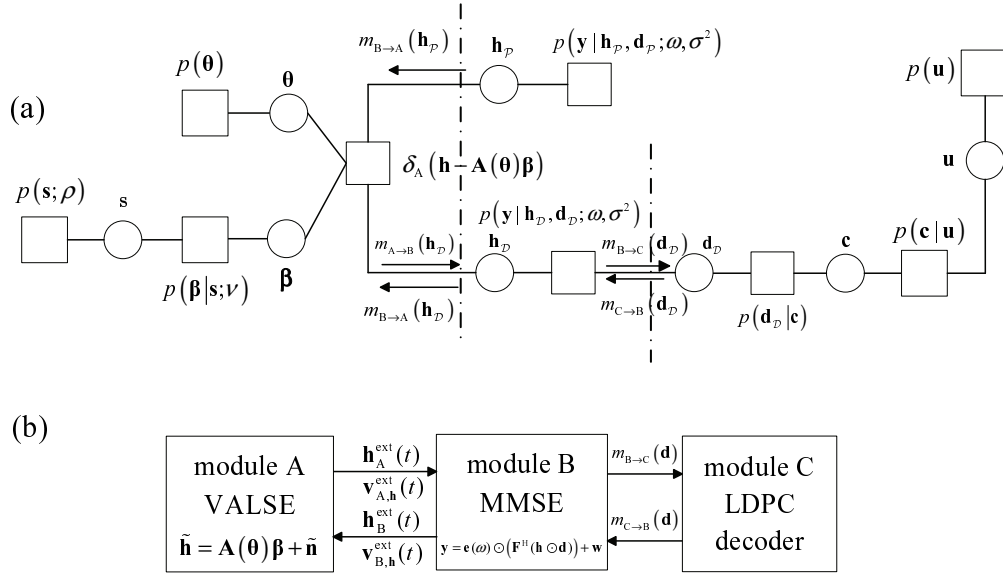 (a)
p(θ)
θ
p(s;ρ)
s
p(β|s;ν)
β
m_{B→A}(h_𝒫)
h_𝒫
p(y|h_𝒫, d_𝒫; ω, σ²)
δ_A(h − A(θ)β)
p(y|h_𝒟, d_𝒟; ω, σ²)
m_{A→B}(h_𝒟)
h_𝒟
m_{B→A}(h_𝒟)
m_{B→C}(d_𝒟)
d_𝒟
m_{C→B}(d_𝒟)
p(d_𝒟|c)
c
p(c|u)
u
p(u)
(b)
module A
VALSE
h̃ = A(θ)β + ñ
h_A^{ext}(t)
v_{A,h}^{ext}(t)
h_B^{ext}(t)
v_{B,h}^{ext}(t)
module B
MMSE
y = e(ω) ⊙ (F^H(h ⊙ d)) + w
m_{B→C}(d)
m_{C→B}(d)
module C
LDPC
decoder